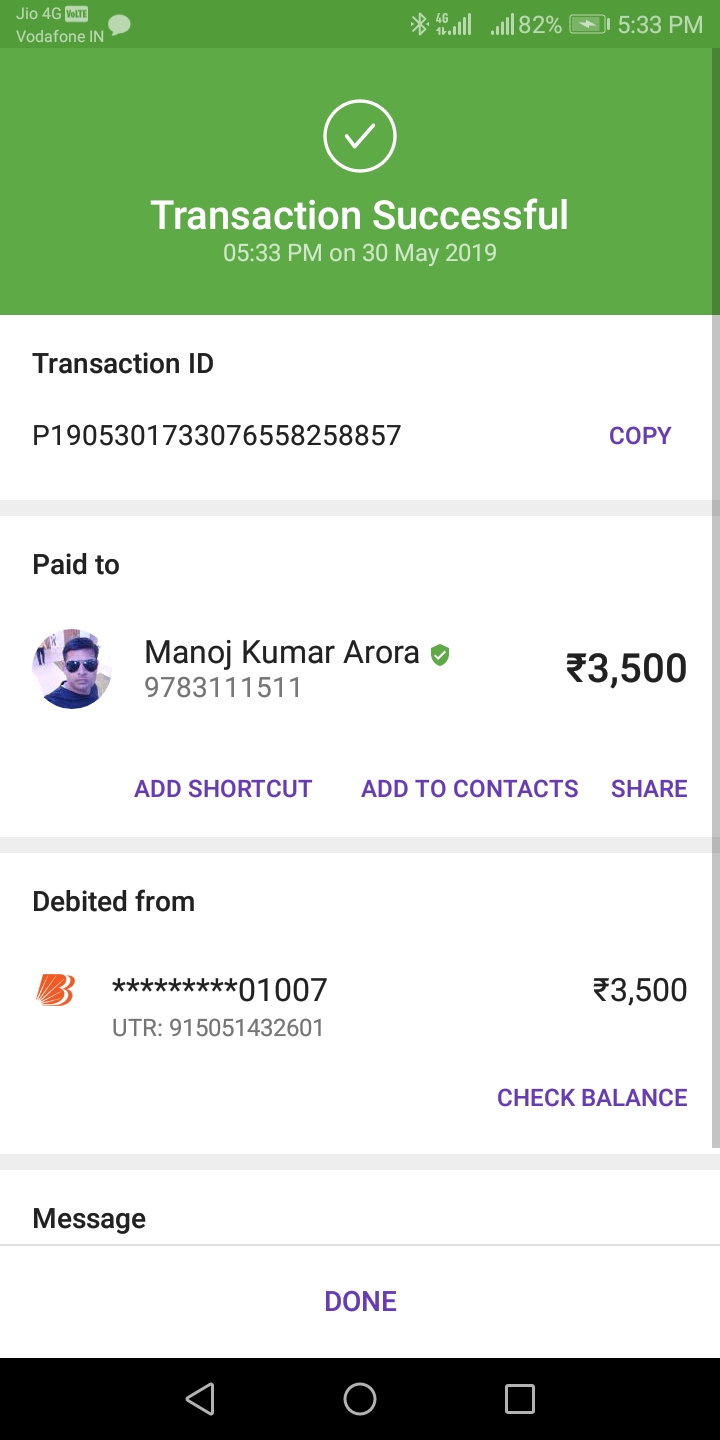 Jio 4G VoLTE
Vodafone IN
4G 82% 5:33 PM
Transaction Successful
05:33 PM on 30 May 2019
Transaction ID
P1905301733076558258857 COPY
Paid to
Manoj Kumar Arora ₹3,500
9783111511
ADD SHORTCUT ADD TO CONTACTS SHARE
Debited from
*********01007 ₹3,500
UTR: 915051432601
CHECK BALANCE
Message
DONE